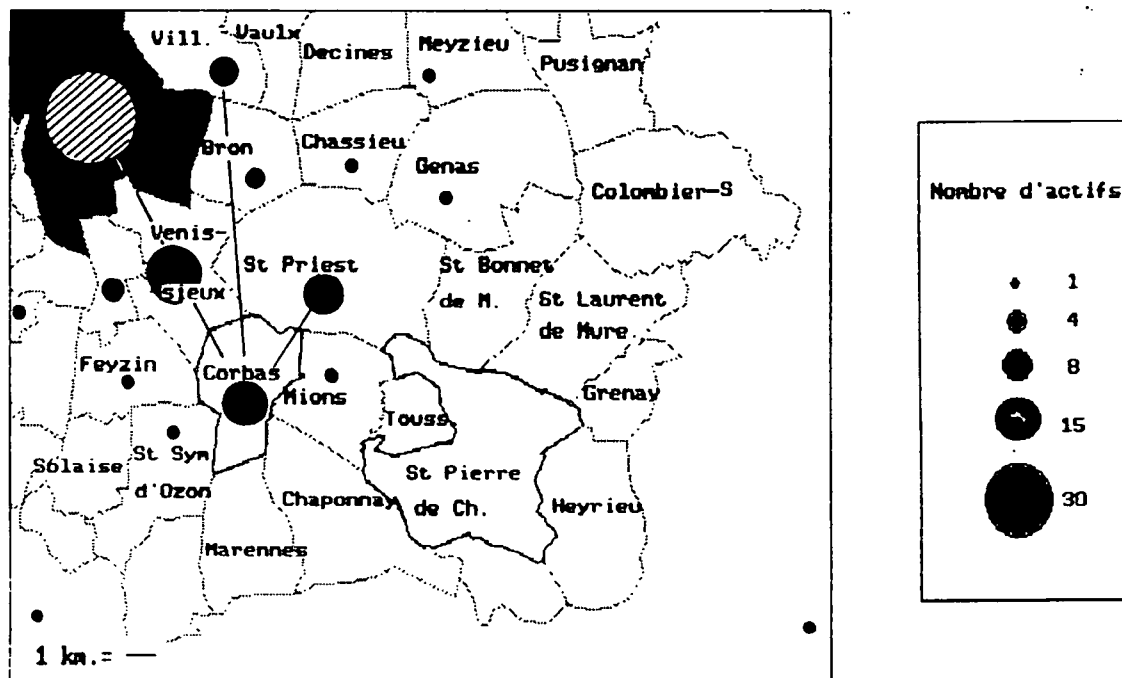 Vill.
-Vaulx
Decines
Meyzieu
Pusignan
Bron
Chassieu
Genas
Colombier-S
Venis-
sieux
St Priest
St Bonnet
de M.
St Laurent
de Mure
Feyzin
Corbas
Mions
Touss
Grenay
Sólaise
St Sym
d'Ozon
Chaponnay
St Pierre
de Ch.
Heyrieu
Marennes
1 km.=
Nombre d'actifs
1
4
8
15
30